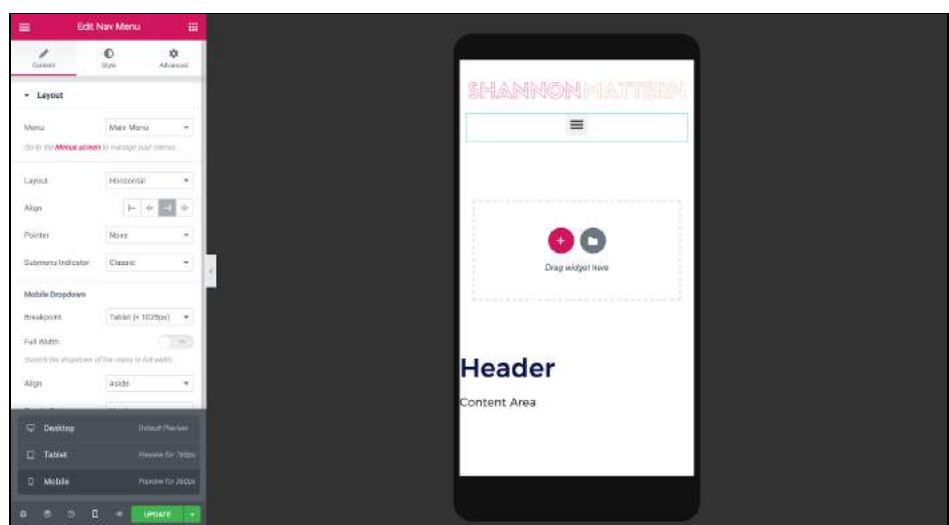 Edit Nav Menu
Content
Style
Advanced
Layout
Menu
Main Menu
Go to the Menus screen to manage your menus.
Layout
Horizontal
Align
Pointer
None
Submenu Indicator
Classic
Mobile Dropdown
Breakpoint
Tablet (< 1025px)
Full Width
Stretch the dropdown of the menu to full width.
Align
Aside
Desktop
Default Preview
Tablet
Preview for 768px
Mobile
Preview for 360px
UPDATE
SHANNON MATTERN
Drag widget here
Header
Content Area